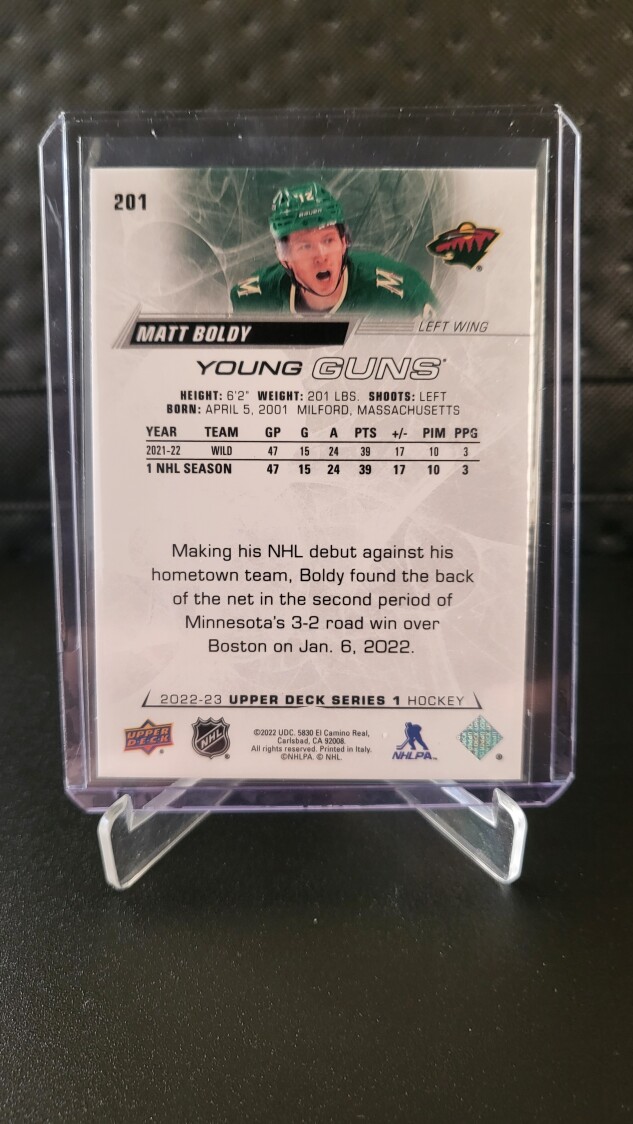 201
12
BAUER
M M
MATT BOLDY
LEFT WING
YOUNG GUNS®
HEIGHT: 6'2" WEIGHT: 201 LBS. SHOOTS: LEFT
BORN: APRIL 5, 2001 MILFORD, MASSACHUSETTS
YEAR TEAM GP G A PTS +/- PIM PPG
2021-22 WILD 47 15 24 39 17 10 3
1 NHL SEASON 47 15 24 39 17 10 3
Making his NHL debut against his
hometown team, Boldy found the back
of the net in the second period of
Minnesota's 3-2 road win over
Boston on Jan. 6, 2022.
2022-23 UPPER DECK SERIES 1 HOCKEY
UPPER DECK
NHL
©2022 UDC. 5830 El Camino Real,
Carlsbad, CA 92008.
All rights reserved. Printed in Italy.
©NHLPA. © NHL.
NHLPA™